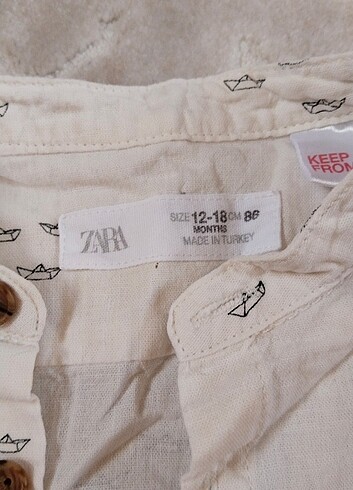 KEEP
FROM
ZARA
SIZE 12-18 CM 86
MONTHS
MADE IN TURKEY